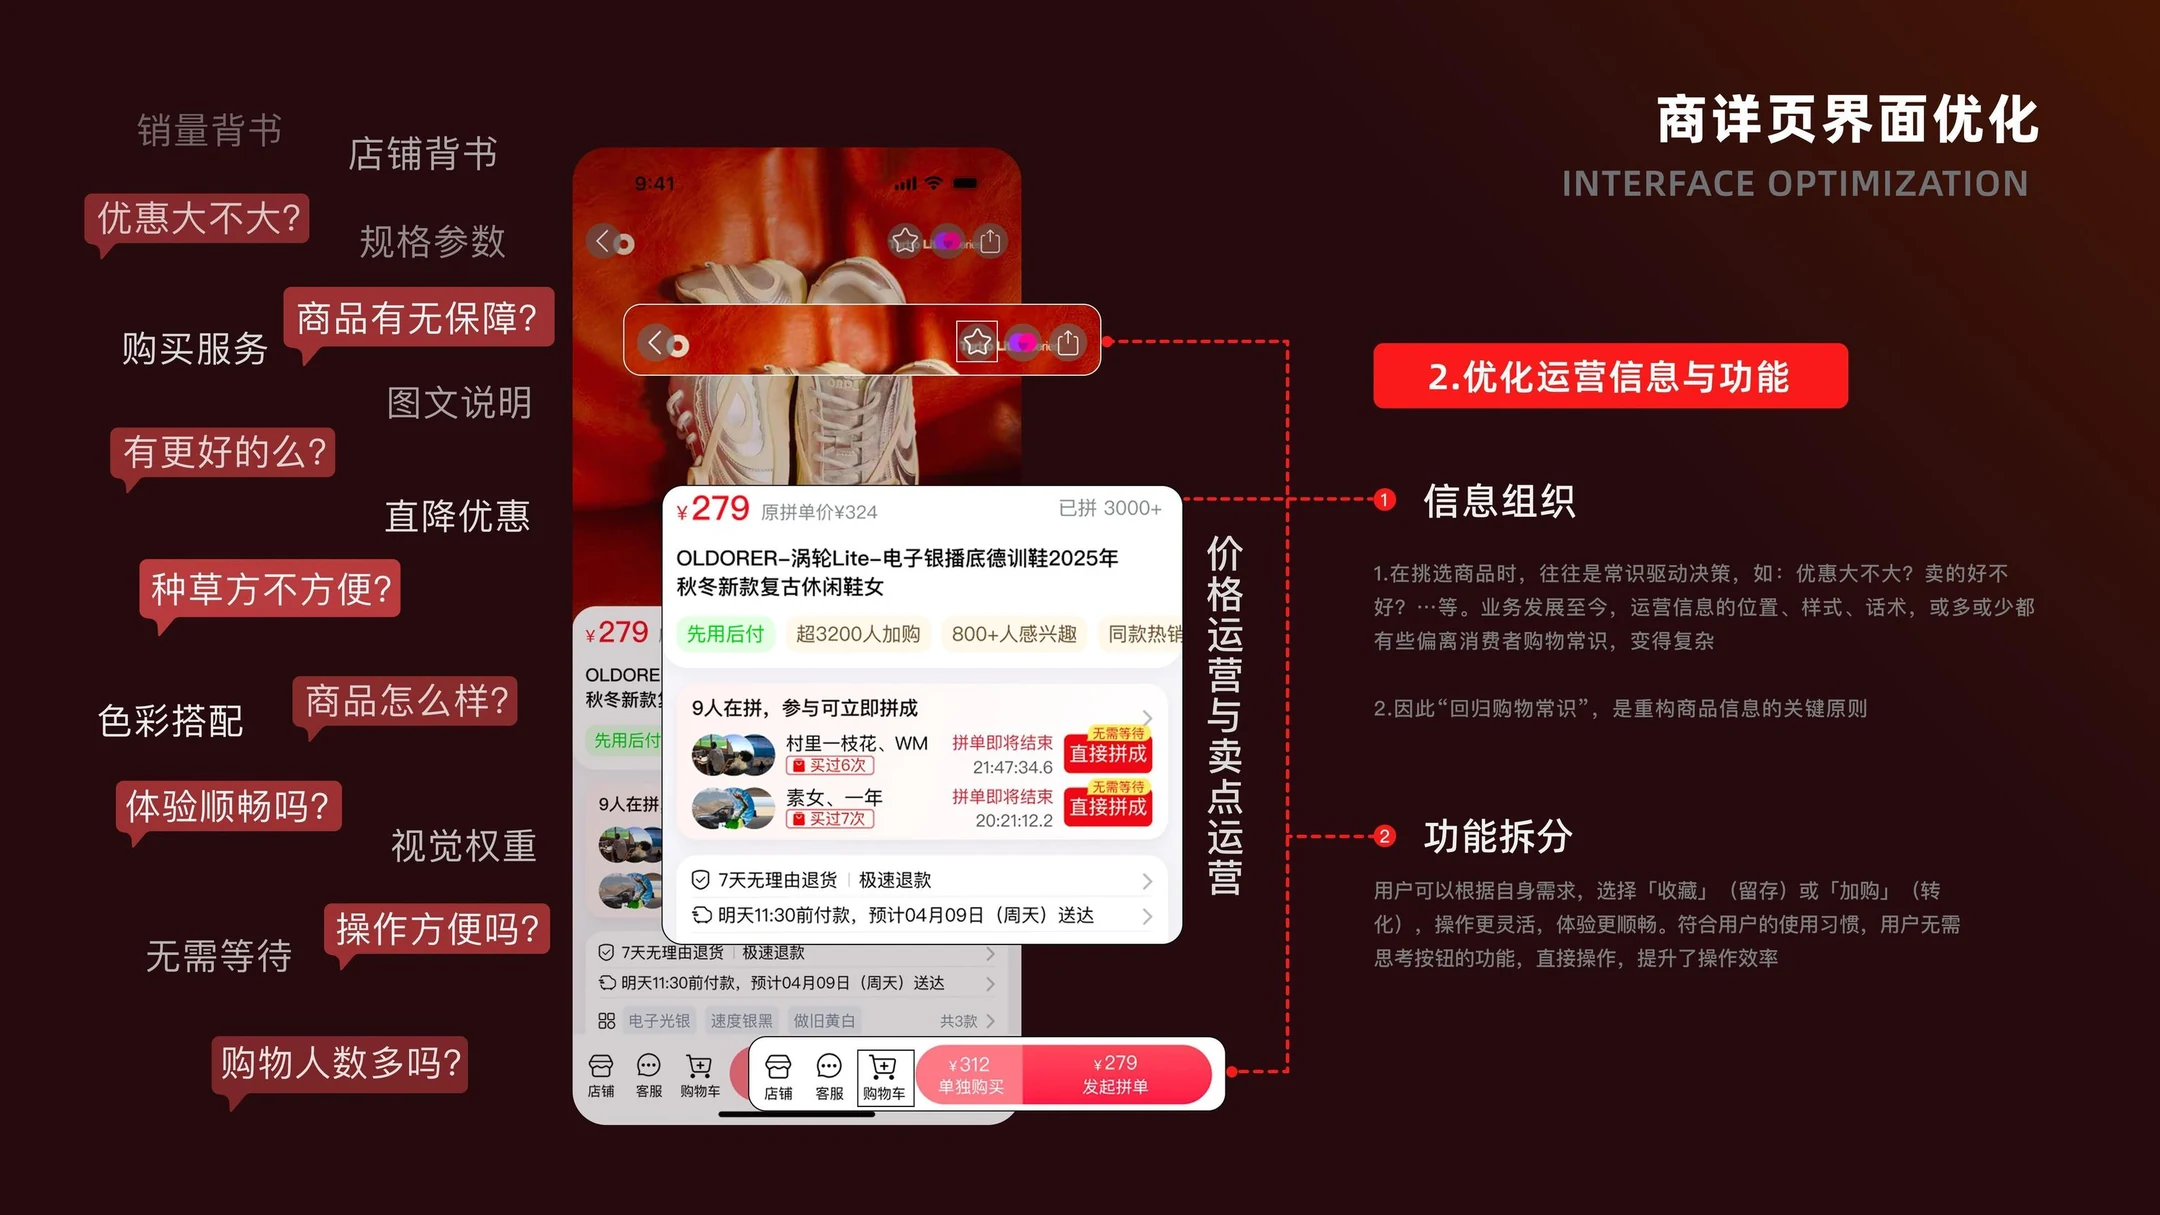 商详页界面优化
INTERFACE OPTIMIZATION
销量背书
店铺背书
优惠大不大?
规格参数
商品有无保障?
购买服务
图文说明
有更好的么?
直降优惠
种草方不方便?
商品怎么样?
色彩搭配
体验顺畅吗?
视觉权重
操作方便吗?
无需等待
购物人数多吗?
9:41
¥279 原拼单价¥324
已拼 3000+
OLDORER-涡轮Lite-电子银播底德训鞋2025年
秋冬新款复古休闲鞋女
先用后付
超3200人加购
800+人感兴趣
同款热销
9人在拼，参与可立即拼成
村里一枝花、WM
买过6次
拼单即将结束
21:47:34.6
无需等待
直接拼成
素女、一年
买过7次
拼单即将结束
20:21:12.2
无需等待
直接拼成
7天无理由退货 极速退款
明天11:30前付款，预计04月09日（周天）送达
¥279
OLDORE
秋冬新款
先用后付
9人在拼
7天无理由退货 极速退款
明天11:30前付款，预计04月09日（周天）送达
电子光银 速度银黑 做旧黄白 共3款
店铺 客服 购物车
店铺 客服 购物车
¥312
单独购买
¥279
发起拼单
价格运营与卖点运营
2.优化运营信息与功能
1 信息组织
1.在挑选商品时，往往是常识驱动决策，如：优惠大不大？卖的好不
好？…等。业务发展至今，运营信息的位置、样式、话术，或多或少都
有些偏离消费者购物常识，变得复杂
2.因此“回归购物常识”，是重构商品信息的关键原则
2 功能拆分
用户可以根据自身需求，选择「收藏」（留存）或「加购」（转
化），操作更灵活，体验更顺畅。符合用户的使用习惯，用户无需
思考按钮的功能，直接操作，提升了操作效率